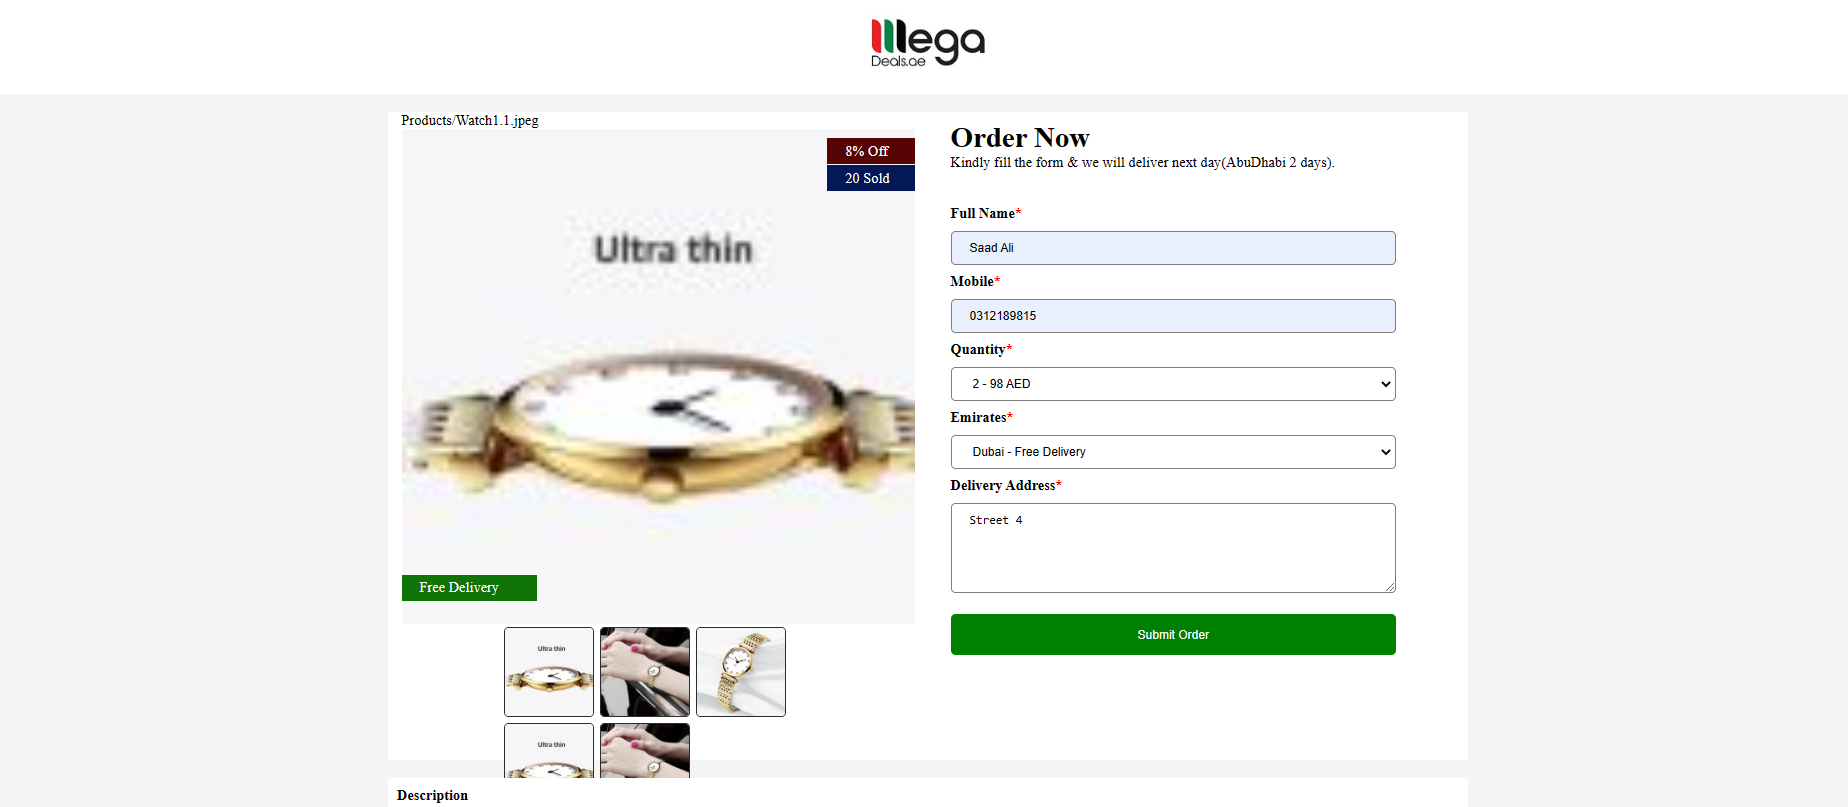 Mega
Deals.ae
Products/Watch1.1.jpeg
8% Off
20 Sold
Ultra thin
Free Delivery
Ultra thin
Ultra thin
Order Now
Kindly fill the form & we will deliver next day(AbuDhabi 2 days).
Full Name*
Saad Ali
Mobile*
0312189815
Quantity*
2 - 98 AED
Emirates*
Dubai - Free Delivery
Delivery Address*
Street 4
Submit Order
Description